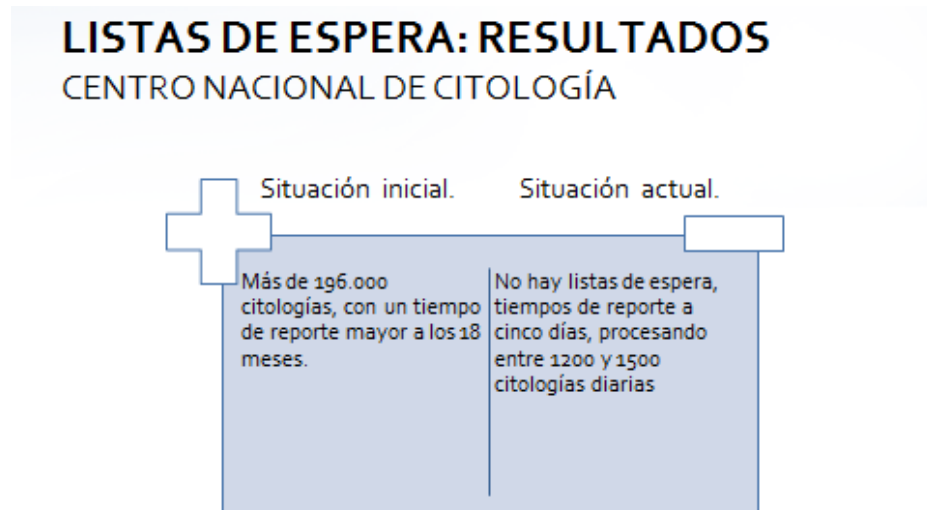 LISTAS DE ESPERA: RESULTADOS
CENTRO NACIONAL DE CITOLOGÍA
Situación inicial.
Situación actual.
Más de 196.000
citologías, con un tiempo
de reporte mayor a los 18
meses.
No hay listas de espera,
tiempos de reporte a
cinco días, procesando
entre 1200 y 1500
citologías diarias